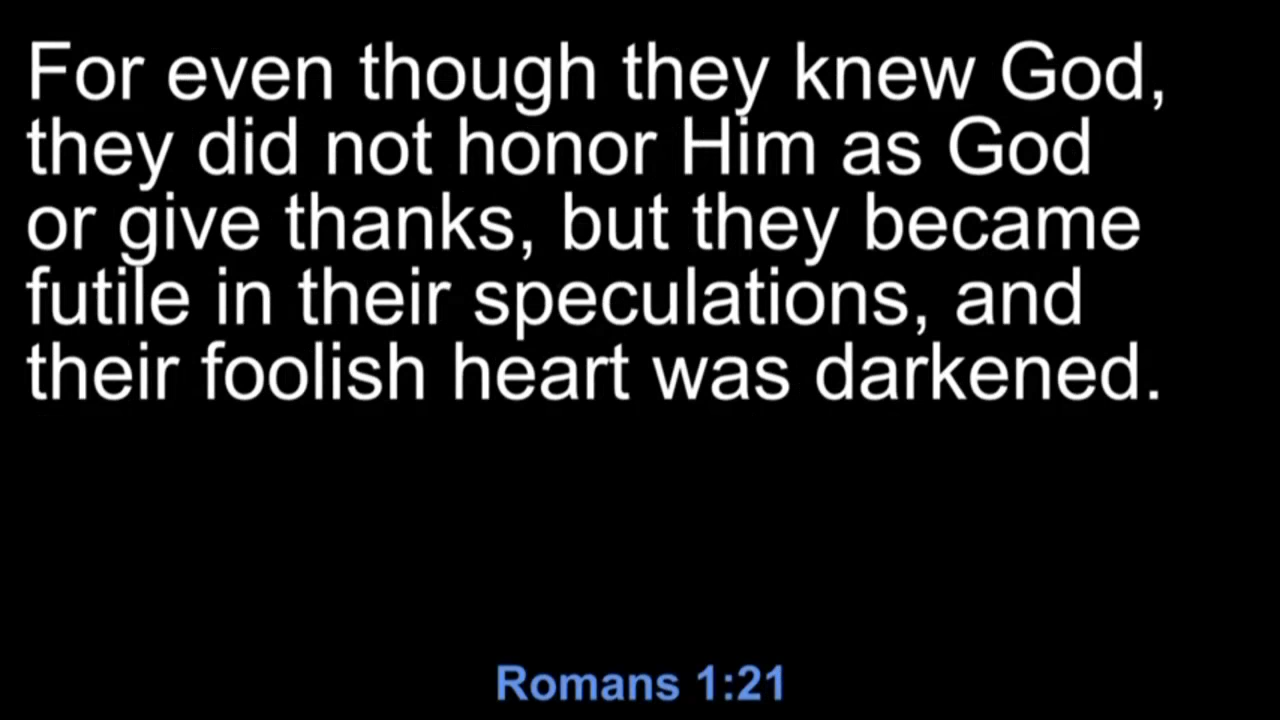 For even though they knew God,
they did not honor Him as God
or give thanks, but they became
futile in their speculations, and
their foolish heart was darkened.
Romans 1:21